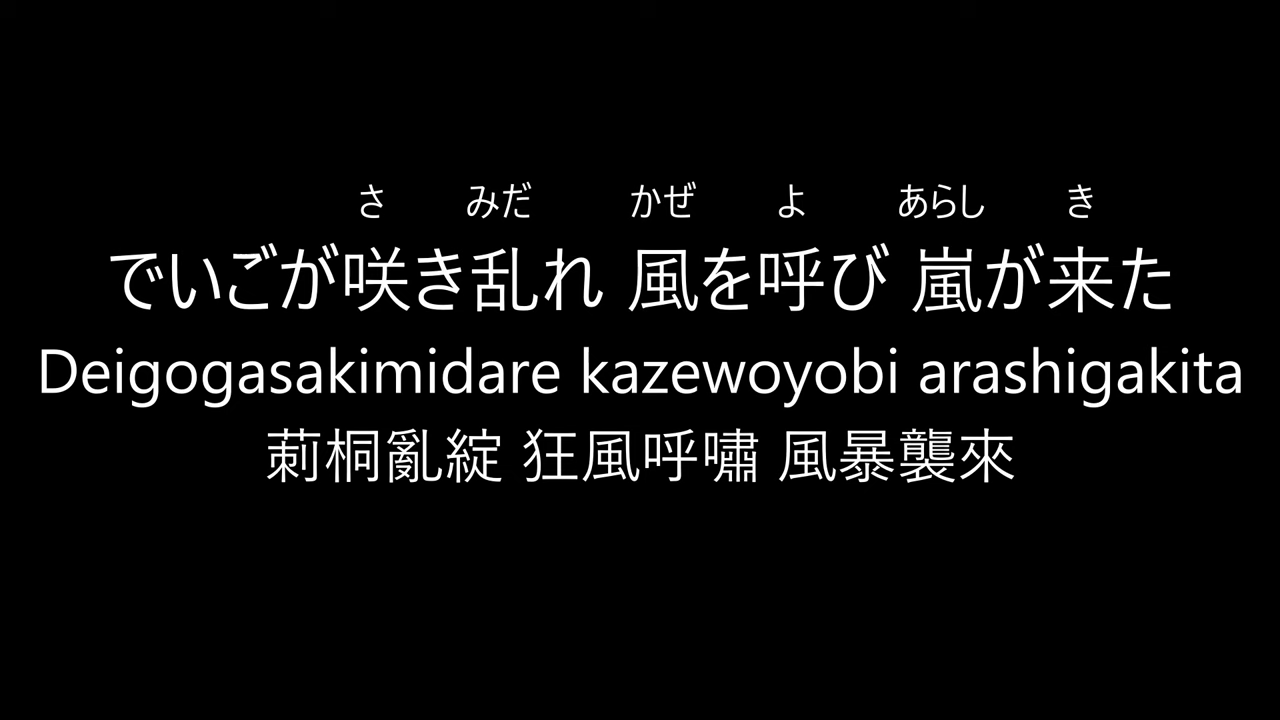 さ みだ かぜ よ あらし き
でいごが咲き乱れ 風を呼び 嵐が来た
Deigogasakimidare kazewoyobi arashigakita
莿桐亂綻 狂風呼嘯 風暴襲來